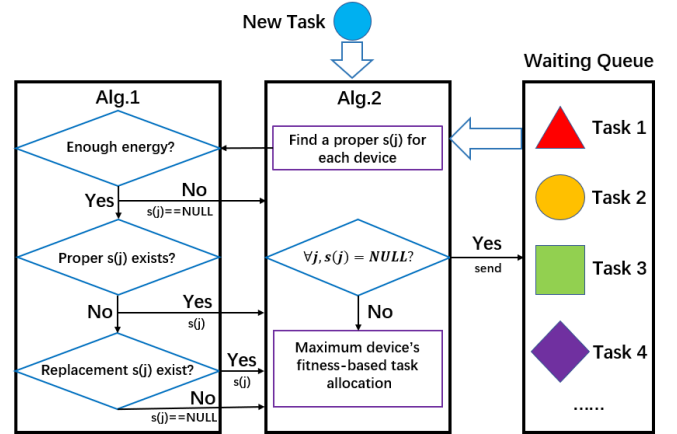 New Task
Waiting Queue
Alg.1
Enough energy?
Yes
No
s(j)==NULL
Proper s(j) exists?
No
Yes
s(j)
Replacement s(j) exist?
Yes
s(j)
No
s(j)==NULL
Alg.2
Find a proper s(j) for
each device
∀j, s(j) = NULL?
Yes
send
No
Maximum device's
fitness-based task
allocation
Task 1
Task 2
Task 3
Task 4
......